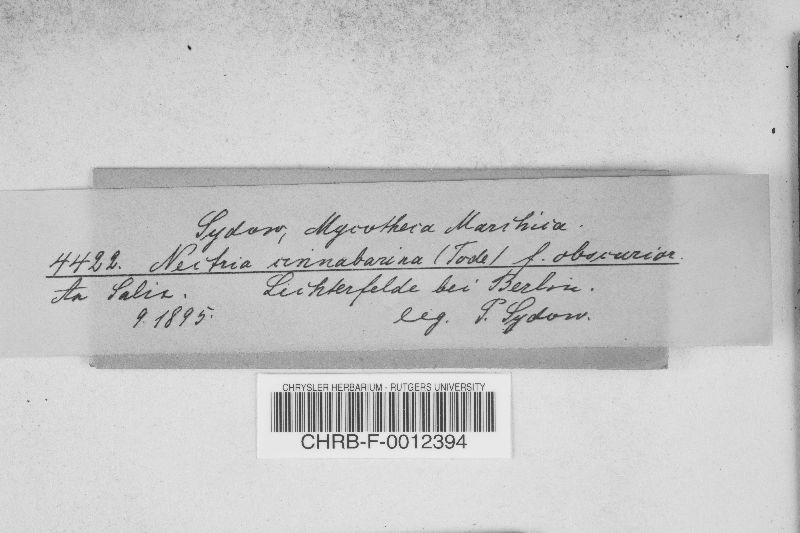 Sydow, Mycotheca Marchica.
4422. Nectria cinnabarina (Tode) f. obscurior.
An Salix. Lichterfelde bei Berlin.
9. 1895. leg. P. Sydow.
CHRYSLER HERBARIUM - RUTGERS UNIVERSITY
CHRB-F-0012394